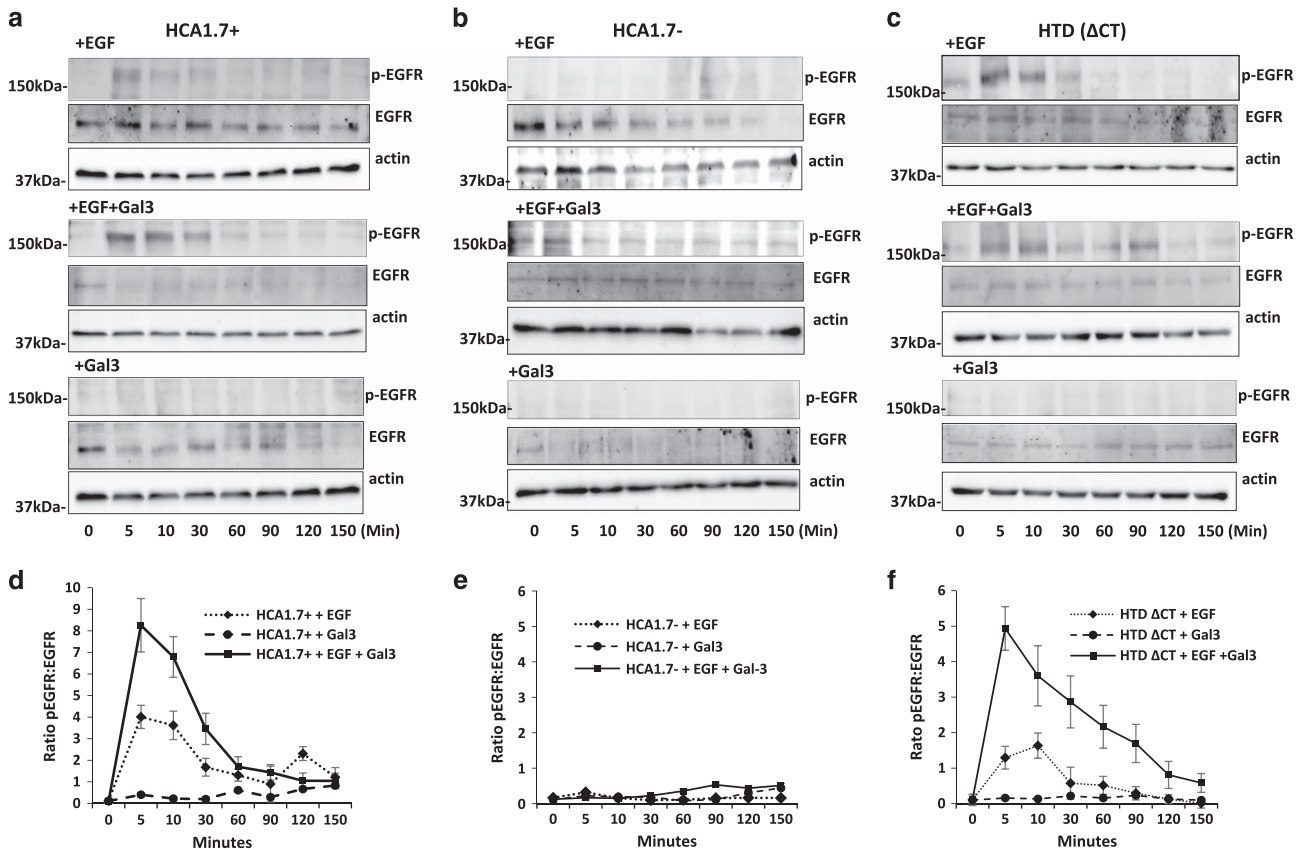 a
HCA1.7+
+EGF
150kDa-
p-EGFR
EGFR
actin
37kDa-
+EGF+Gal3
150kDa-
p-EGFR
EGFR
actin
37kDa-
+Gal3
150kDa-
p-EGFR
EGFR
actin
37kDa-
0 5 10 30 60 90 120 150 (Min)
b
HCA1.7-
+EGF
150kDa-
p-EGFR
EGFR
actin
37kDa-
+EGF+Gal3
150kDa-
p-EGFR
EGFR
actin
37kDa-
+Gal3
150kDa-
p-EGFR
EGFR
actin
37kDa-
0 5 10 30 60 90 120 150 (Min)
c
HTD (ΔCT)
+EGF
150kDa-
p-EGFR
EGFR
actin
37kDa-
+EGF+Gal3
150kDa-
p-EGFR
EGFR
actin
37kDa-
+Gal3
150kDa-
p-EGFR
EGFR
actin
37kDa-
0 5 10 30 60 90 120 150 (Min)
d
Ratio pEGFR:EGFR
10
9
8
7
6
5
4
3
2
1
0
HCA1.7+ + EGF
HCA1.7+ + Gal3
HCA1.7+ + EGF + Gal3
0 5 10 30 60 90 120 150
Minutes
e
Ratio pEGFR:EGFR
6
5
4
3
2
1
0
HCA1.7- + EGF
HCA1.7- + Gal3
HCA1.7- + EGF + Gal-3
0 5 10 30 60 90 120 150
Minutes
f
Rato pEGFR:EGFR
6
5
4
3
2
1
0
HTD ΔCT + EGF
HTD ΔCT + Gal3
HTD ΔCT + EGF +Gal3
0 5 10 30 60 90 120 150
Minutes